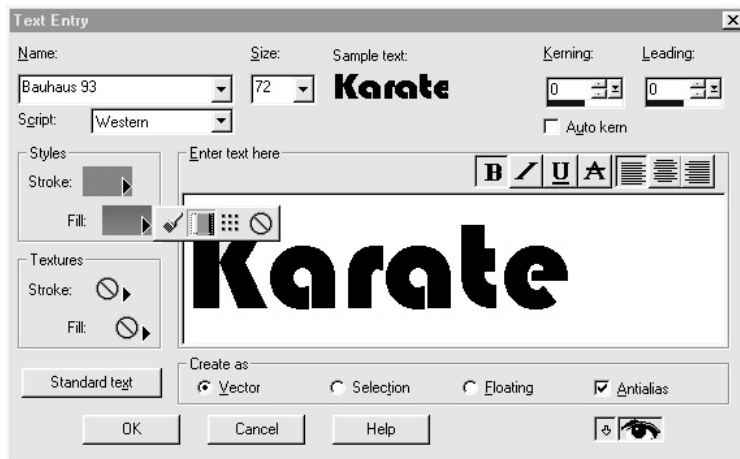 Text Entry
Name: Size: Sample text: Kerning: Leading:
Bauhaus 93 72 Karate 0 0
Script: Western Auto kern
Styles Enter text here
B I U A
Stroke:
Fill:
Karate
Textures
Stroke:
Fill:
Create as
Standard text Vector Selection Floating Antialias
OK Cancel Help